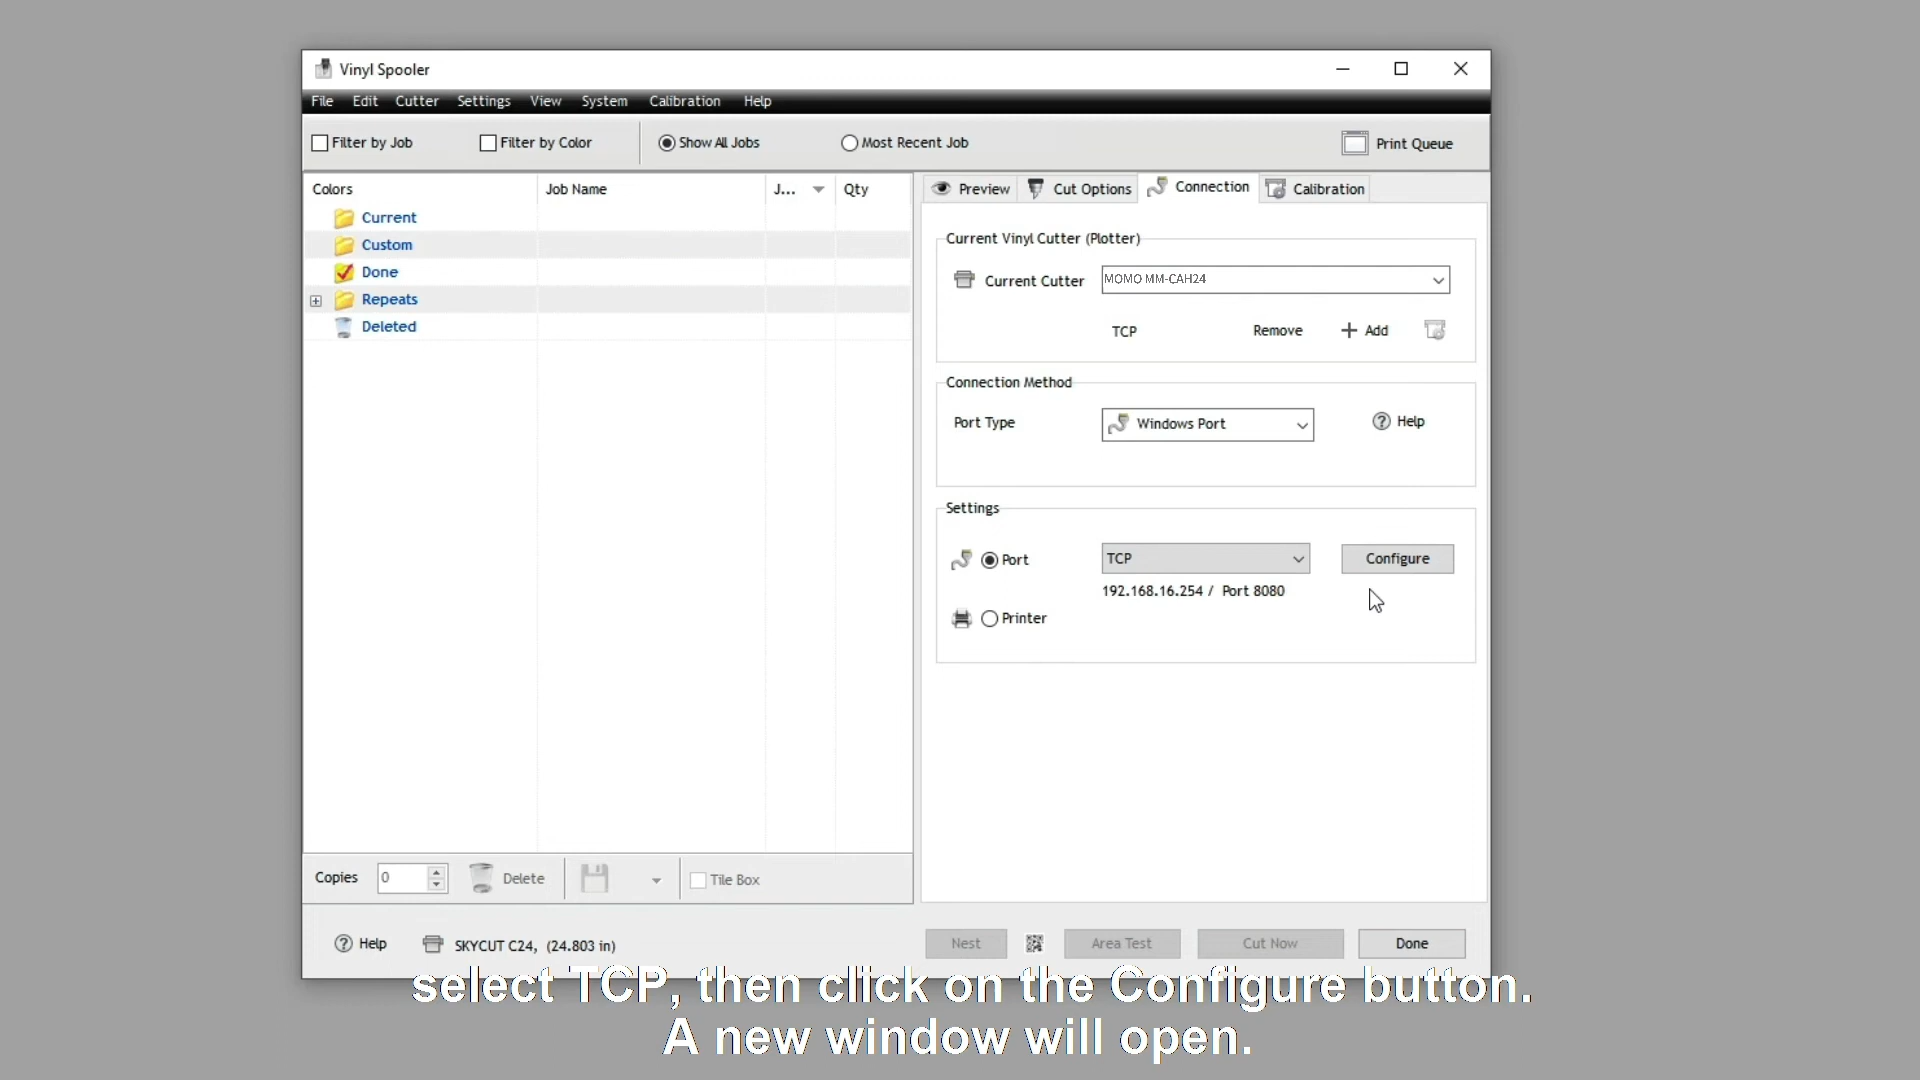 Vinyl Spooler
File Edit Cutter Settings View System Calibration Help
Filter by Job Filter by Color Show All Jobs Most Recent Job Print Queue
Colors Job Name J... Qty
Current
Custom
Done
Repeats
Deleted
Preview Cut Options Connection Calibration
Current Vinyl Cutter (Plotter)
Current Cutter MOMO MM-CAH24
TCP Remove + Add
Connection Method
Port Type Windows Port Help
Settings
Port TCP Configure
192.168.16.254 / Port 8080
Printer
Copies 0 Delete Tile Box
Help SKYCUT C24, (24.803 in) Nest Area Test Cut Now Done
select TCP, then click on the Configure button.
A new window will open.